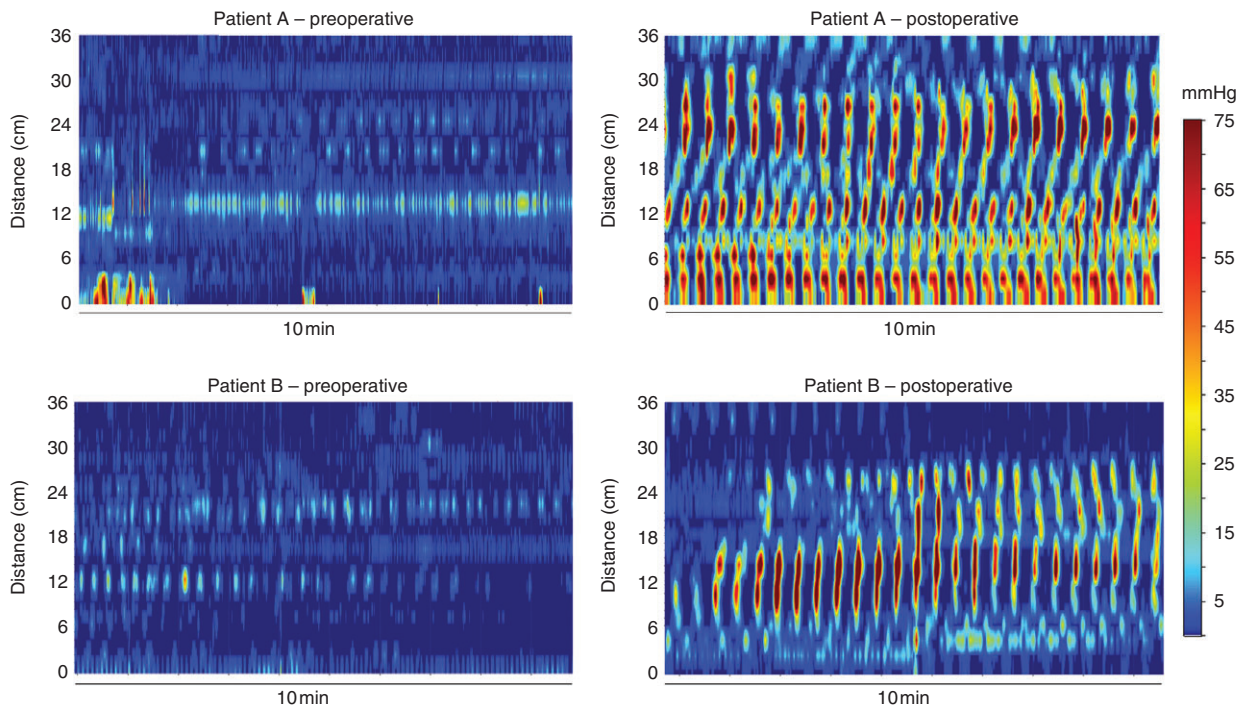 Patient A – preoperative
36
30
24
18
12
6
0
Distance (cm)
10 min
Patient A – postoperative
36
30
24
18
12
6
0
Distance (cm)
10 min
mmHg
75
65
55
45
35
25
15
5
Patient B – preoperative
36
30
24
18
12
6
0
Distance (cm)
10 min
Patient B – postoperative
36
30
24
18
12
6
0
Distance (cm)
10 min